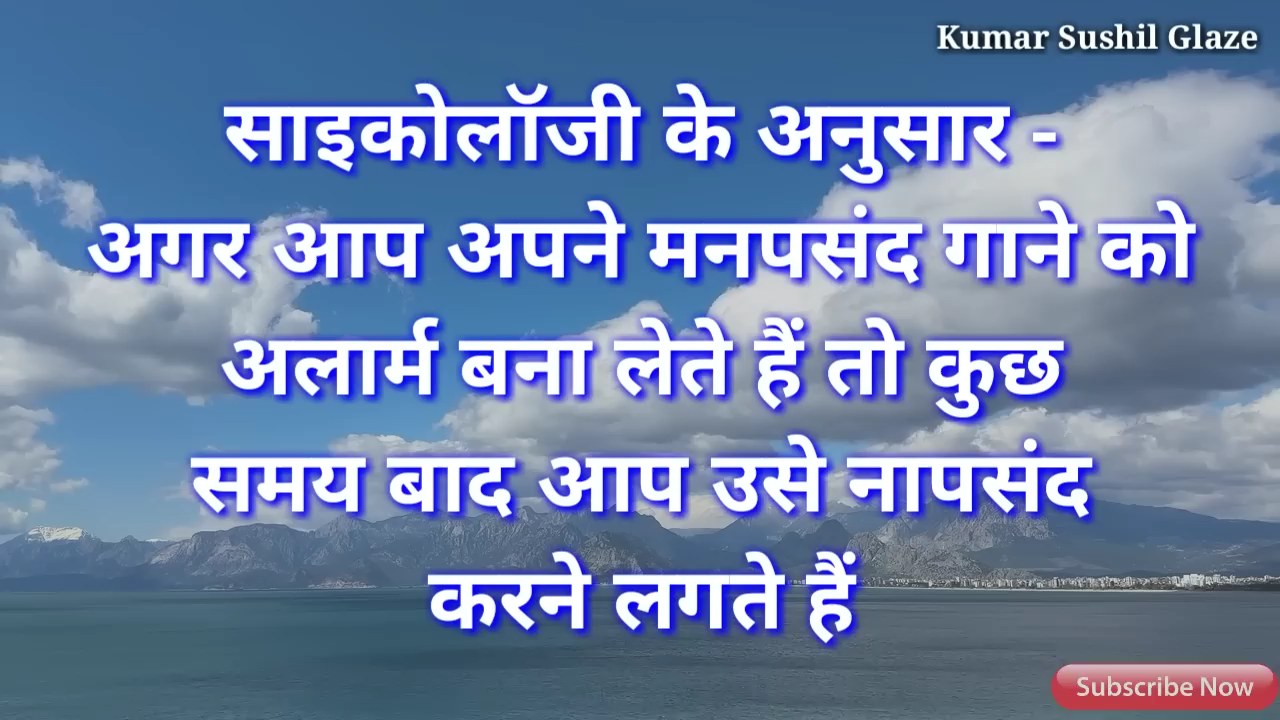 Kumar Sushil Glaze
साइकोलॉजी के अनुसार -
अगर आप अपने मनपसंद गाने को
अलार्म बना लेते हैं तो कुछ
समय बाद आप उसे नापसंद
करने लगते हैं
Subscribe Now